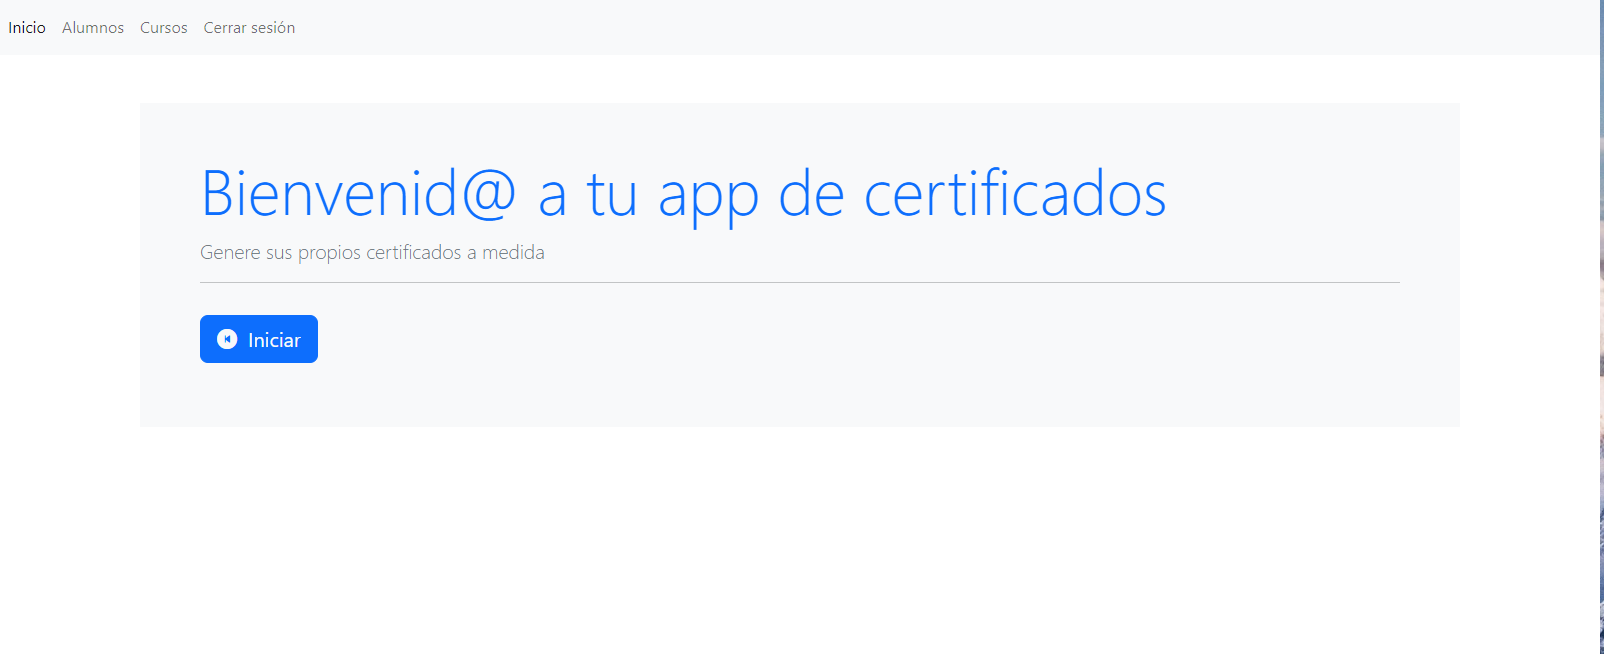 Inicio Alumnos Cursos Cerrar sesión
Bienvenid@ a tu app de certificados
Genere sus propios certificados a medida
Iniciar